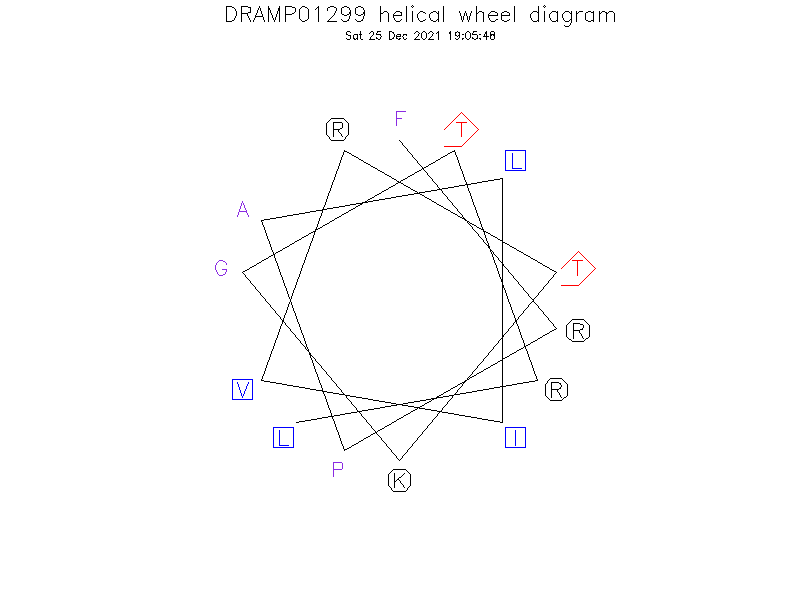 DRAMP01299 helical wheel diagram
Sat 25 Dec 2021 19:05:48
F
T
R
L
A
G
T
R
V
R
L
I
P
K